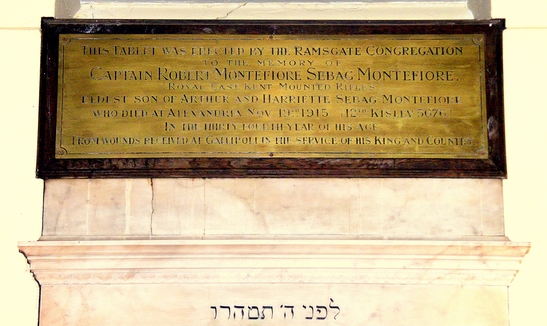 THIS TABLET WAS ERECTED BY THE RAMSGATE CONGREGATION
TO THE MEMORY OF
CAPTAIN ROBERT MONTEFIORE SEBAG MONTEFIORE,
ROYAL EAST KENT MOUNTED RIFLES
ELDEST SON OF ARTHUR AND HARRIETTE SEBAG MONTEFIORE
WHO DIED AT ALEXANDRIA NOV. 19TH 1915 12TH KISLEV 5676
IN THE THIRTY FOURTH YEAR OF HIS AGE
FROM WOUNDS RECEIVED AT GALLIPOLI IN THE SERVICE OF HIS KING AND COUNTRY
לפני ה׳ תטהרו